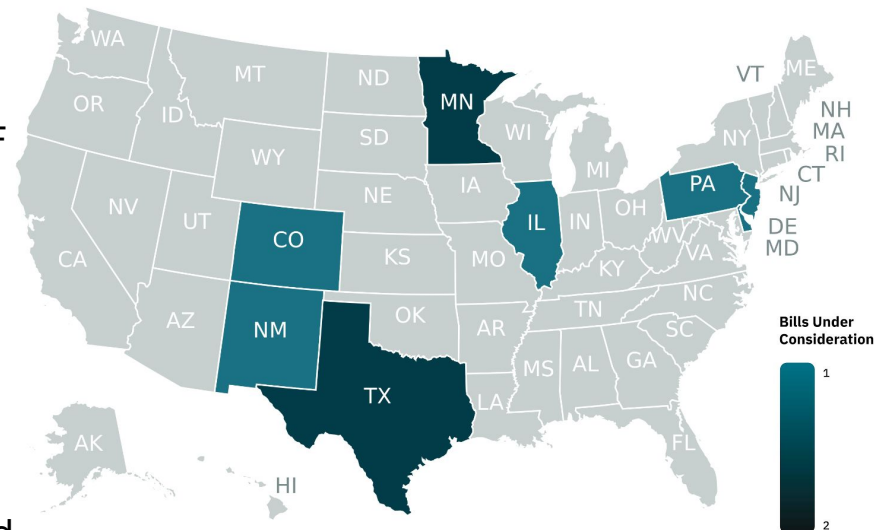 WA
MT
ND
MN
VT
ME
OR
ID
SD
WI
NY
NH
MA
RI
CT
WY
MI
PA
NJ
NE
IA
DE
MD
NV
UT
CO
IL
IN
OH
WV
VA
CA
KS
MO
KY
AZ
NM
OK
AR
TN
NC
SC
TX
LA
MS
AL
GA
FL
AK
HI
Bills Under
Consideration
1
2